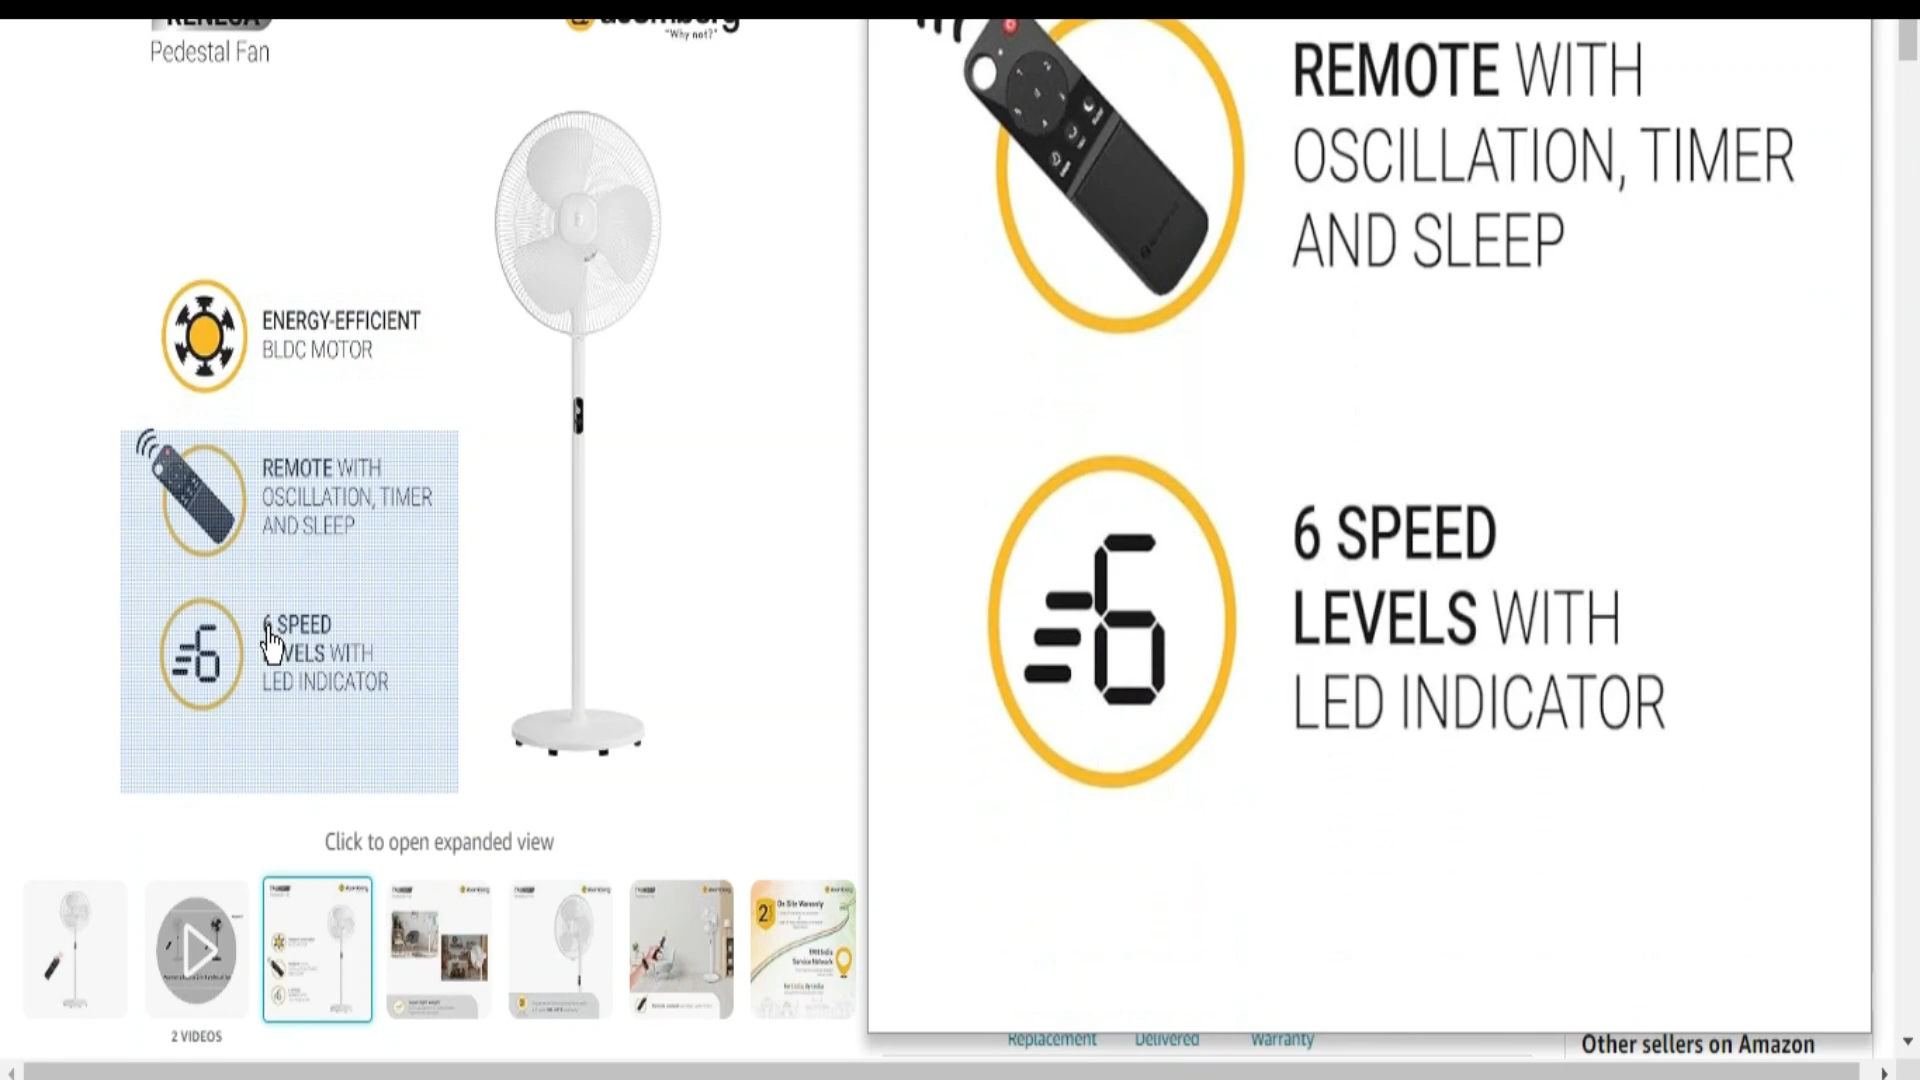 Pedestal Fan
"Why not?"
ENERGY-EFFICIENT
BLDC MOTOR
REMOTE WITH
OSCILLATION, TIMER
AND SLEEP
6 SPEED
LEVELS WITH
LED INDICATOR
Click to open expanded view
2 VIDEOS
REMOTE WITH
OSCILLATION, TIMER
AND SLEEP
6 SPEED
LEVELS WITH
LED INDICATOR
Replacement
Delivered
Warranty
Other sellers on Amazon